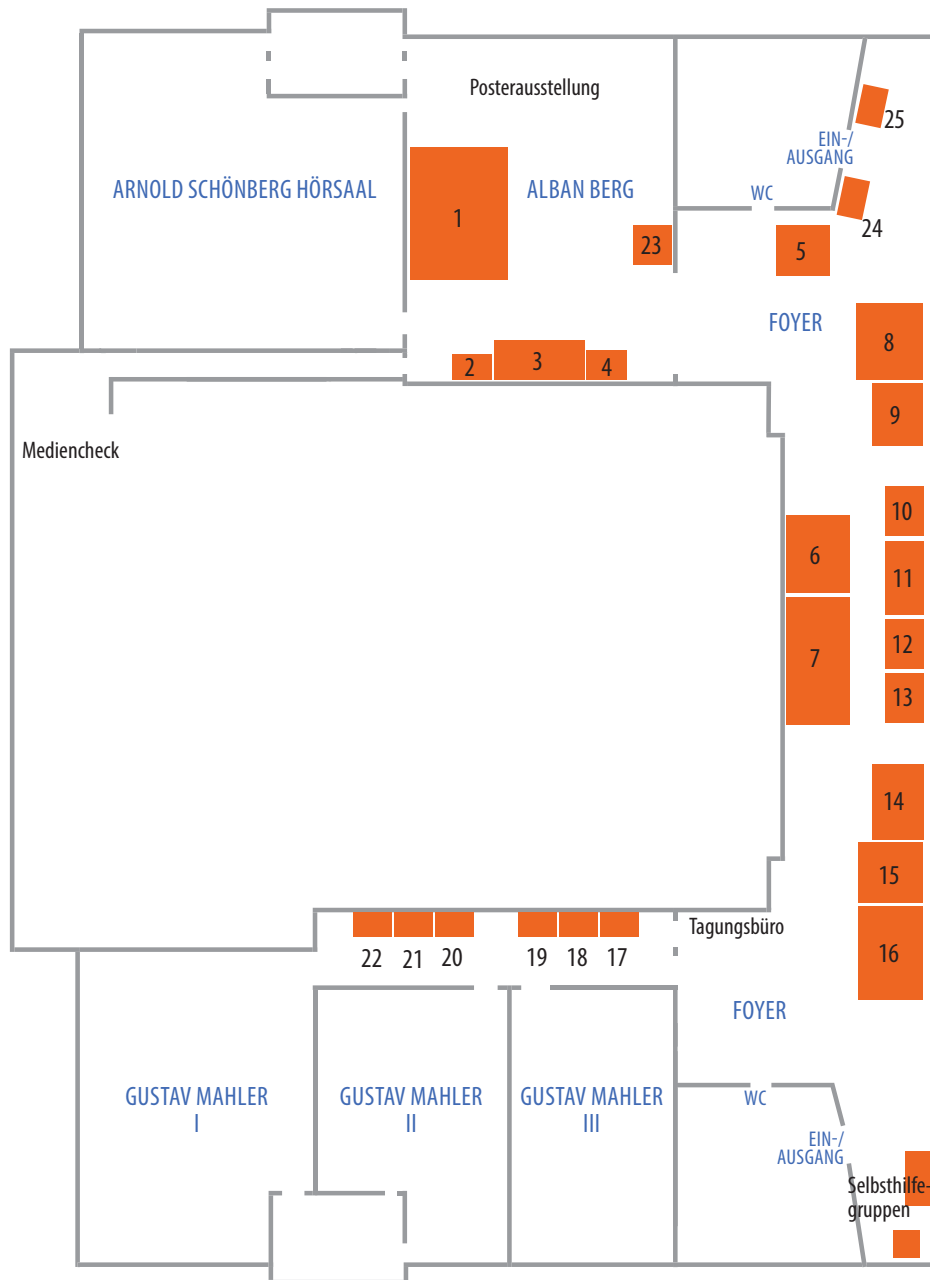 Posterausstellung
25
EIN-/
AUSGANG
ARNOLD SCHÖNBERG HÖRSAAL
ALBAN BERG
WC
1
24
23
5
FOYER
8
2
3
4
9
Mediencheck
10
6
11
12
7
13
14
15
Tagungsbüro
22
21
20
19
18
17
16
FOYER
GUSTAV MAHLER
I
GUSTAV MAHLER
II
GUSTAV MAHLER
III
WC
EIN-/
AUSGANG
Selbsthilfe-
gruppen